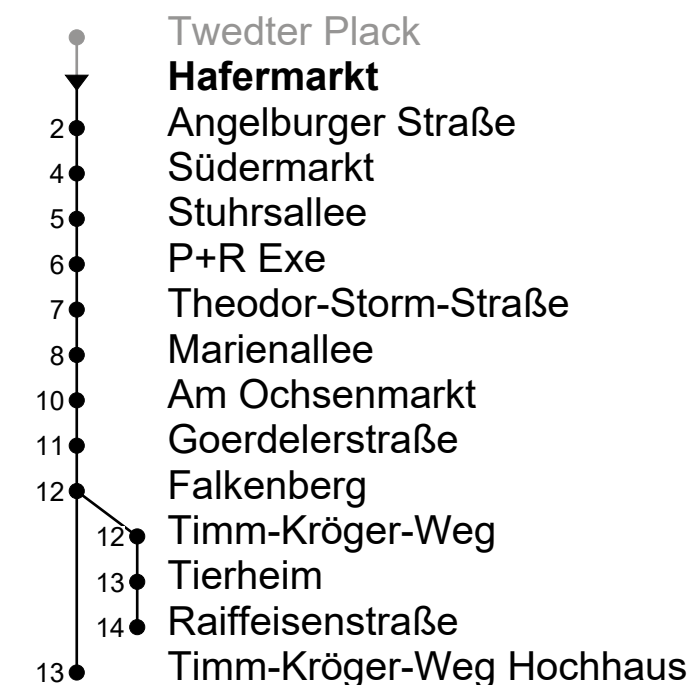 Twedter Plack
Hafermarkt
2 Angelburger Straße
4 Südermarkt
5 Stuhrsallee
6 P+R Exe
7 Theodor-Storm-Straße
8 Marienallee
10 Am Ochsenmarkt
11 Goerdelerstraße
12 Falkenberg
12 Timm-Kröger-Weg
13 Tierheim
14 Raiffeisenstraße
13 Timm-Kröger-Weg Hochhaus